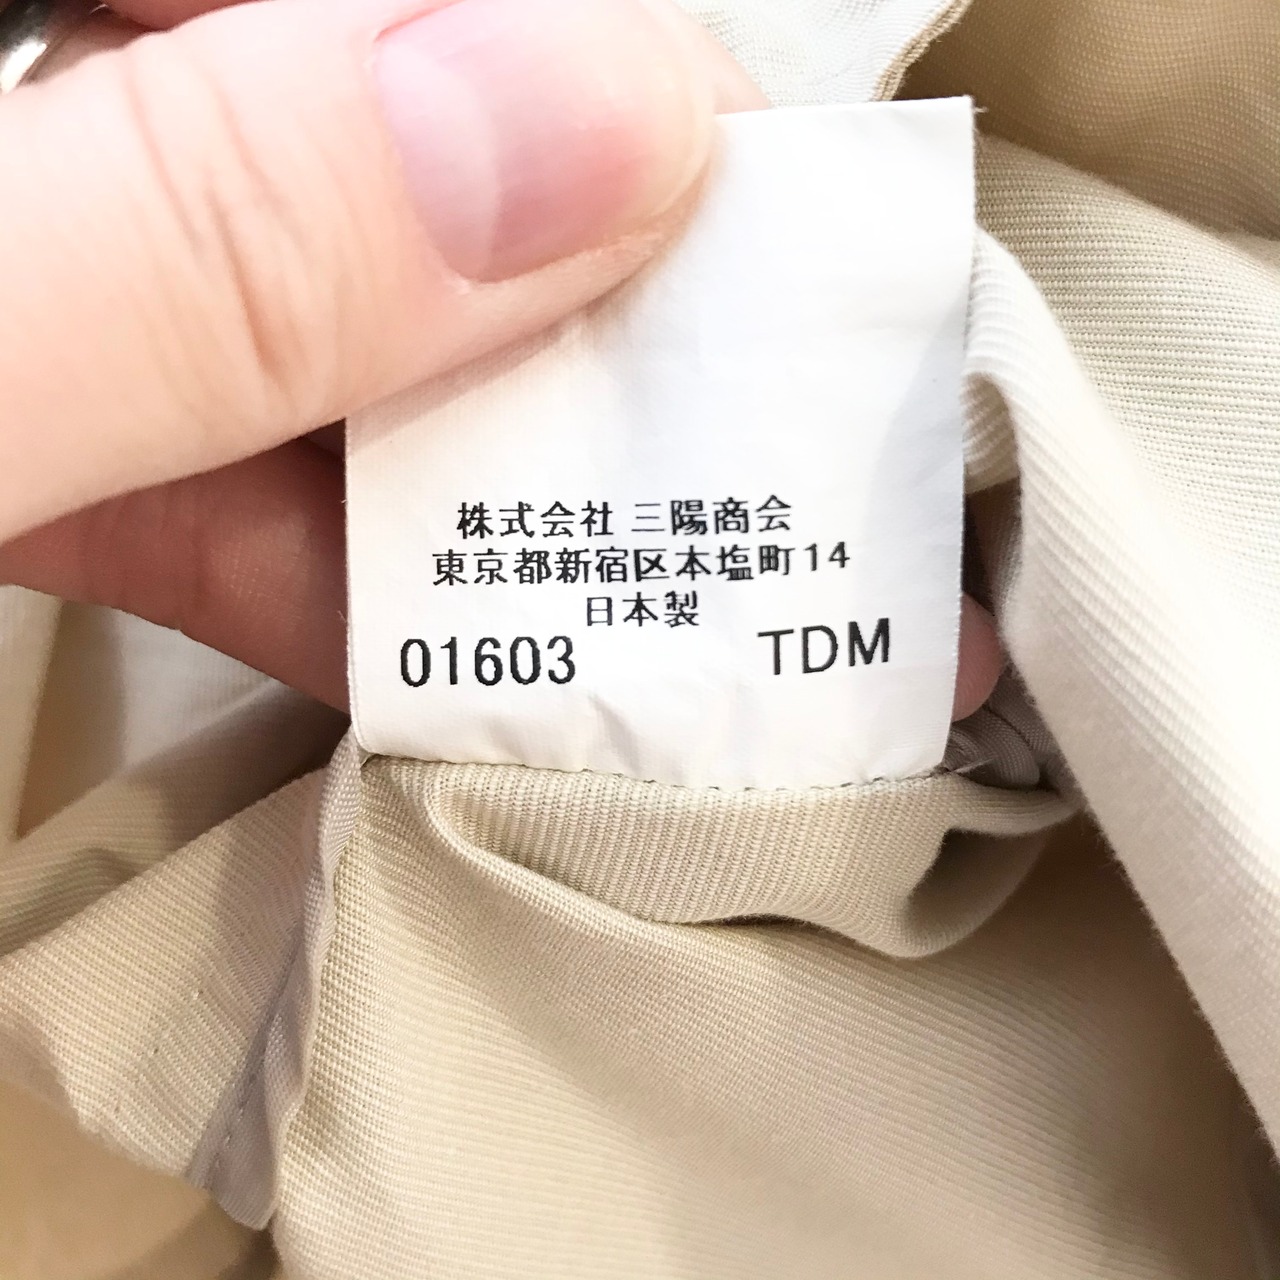 株式会社 三陽商会
東京都新宿区本塩町14
日本製
01603 TDM